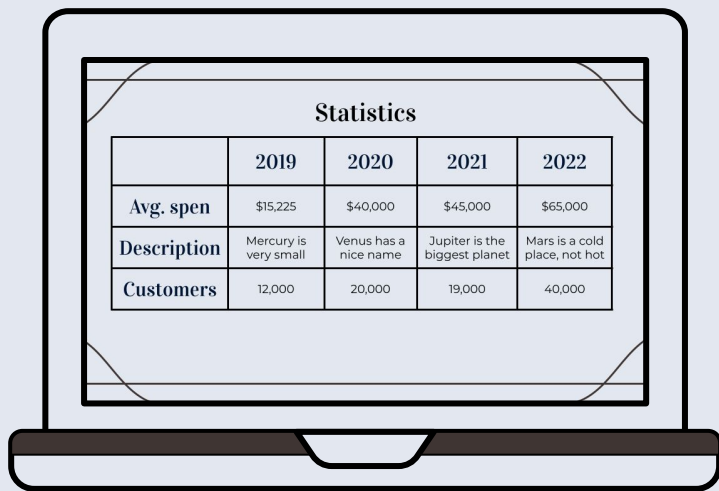 Statistics
2019 2020 2021 2022
Avg. spen $15,225 $40,000 $45,000 $65,000
Description Mercury is very small Venus has a nice name Jupiter is the biggest planet Mars is a cold place, not hot
Customers 12,000 20,000 19,000 40,000